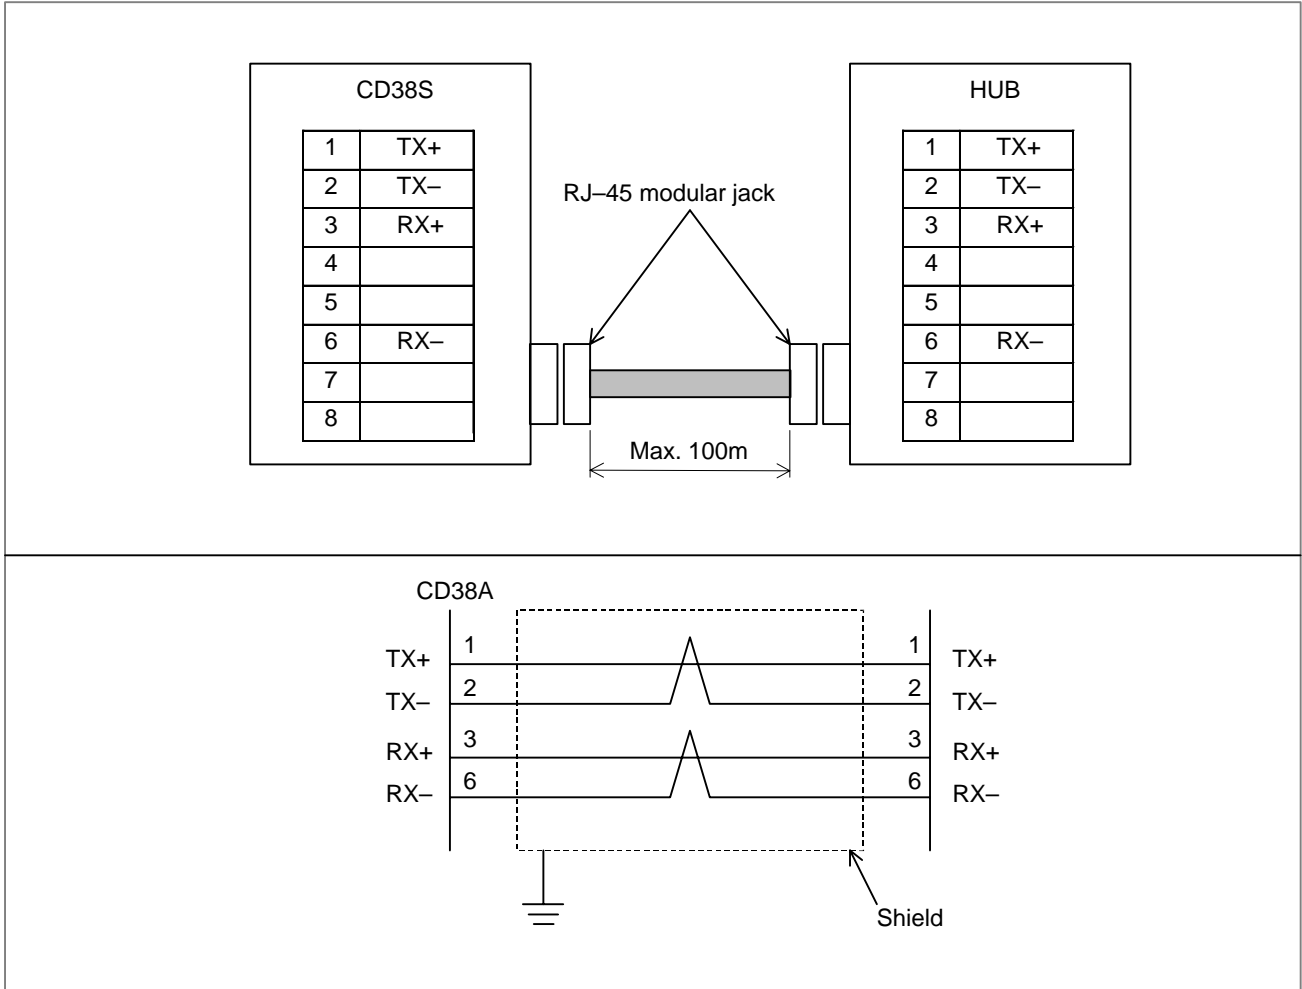 CD38S
HUB
1 TX+
2 TX–
3 RX+
4
5
6 RX–
7
8
RJ–45 modular jack
Max. 100m
1 TX+
2 TX–
3 RX+
4
5
6 RX–
7
8
CD38A
TX+ 1 1 TX+
TX– 2 2 TX–
RX+ 3 3 RX+
RX– 6 6 RX–
Shield